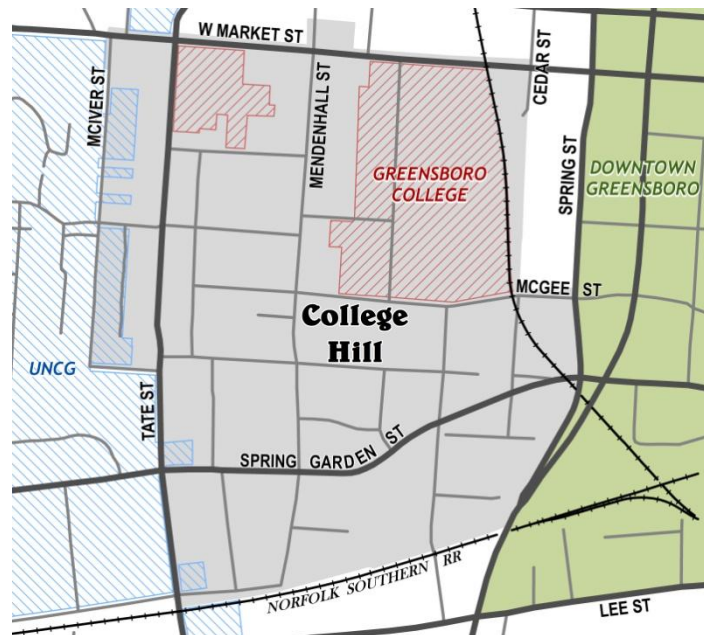 W MARKET ST
MCIVER ST
MENDENHALL ST
CEDAR ST
SPRING ST
GREENSBORO
COLLEGE
DOWNTOWN
GREENSBORO
MCGEE ST
College
Hill
UNCG
TATE ST
SPRING GARDEN ST
NORFOLK SOUTHERN RR
LEE ST